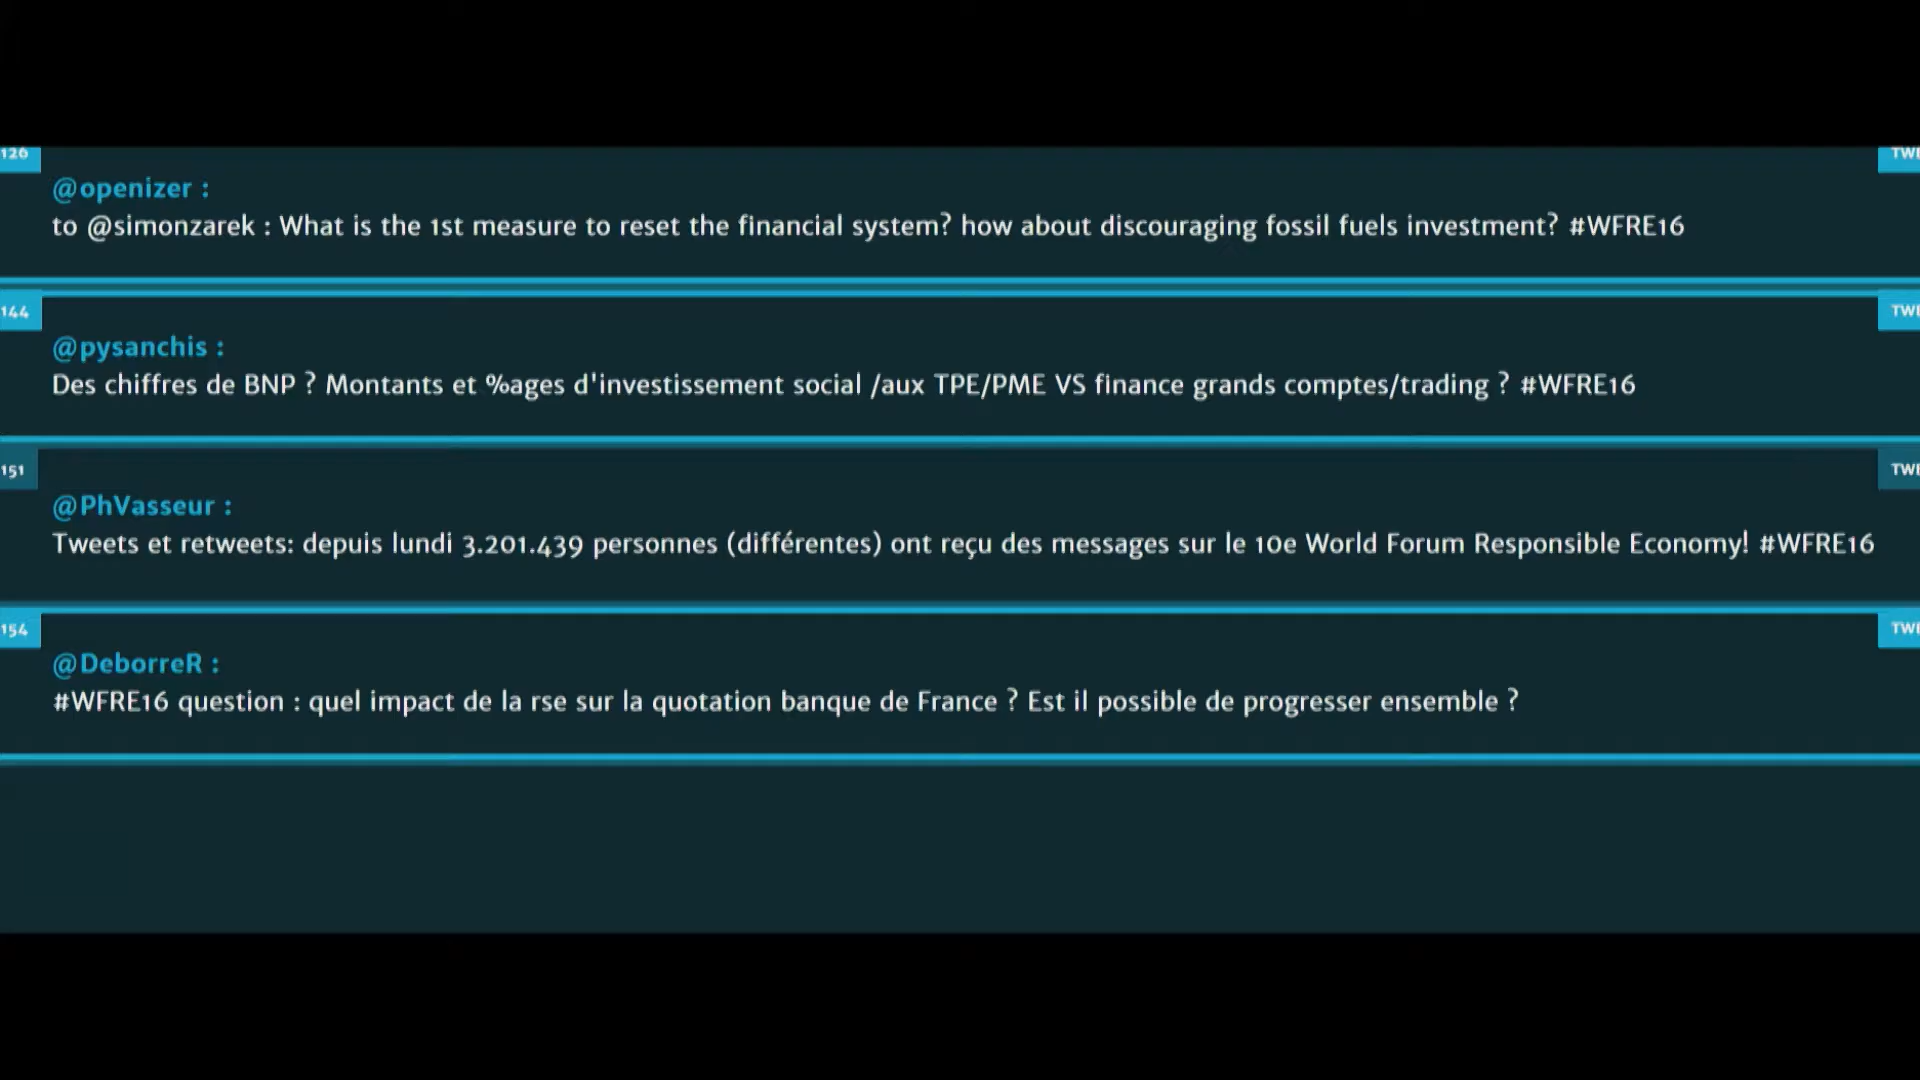 126
TWE
@openizer :
to @simonzarek : What is the 1st measure to reset the financial system? how about discouraging fossil fuels investment? #WFRE16
144
TWE
@pysanchis :
Des chiffres de BNP ? Montants et %ages d'investissement social /aux TPE/PME VS finance grands comptes/trading ? #WFRE16
151
TWE
@PhVasseur :
Tweets et retweets: depuis lundi 3.201.439 personnes (différentes) ont reçu des messages sur le 10e World Forum Responsible Economy! #WFRE16
154
TWE
@DeborreR :
#WFRE16 question : quel impact de la rse sur la quotation banque de France ? Est il possible de progresser ensemble ?